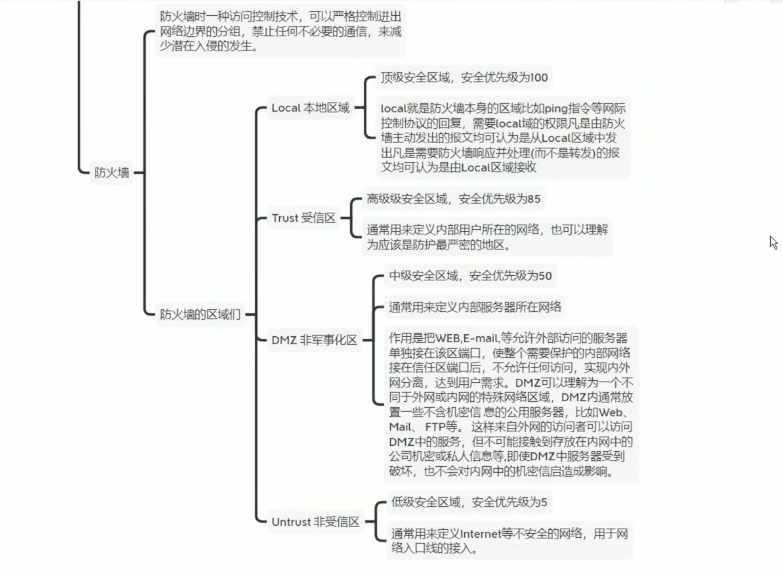 防火墙时一种访问控制技术，可以严格控制进出
网络边界的分组，禁止任何不必要的通信，来减
少潜在入侵的发生。
防火墙
防火墙的区域们
Local 本地区域
顶级安全区域，安全优先级为100
local就是防火墙本身的区域比如ping指令等网际
控制协议的回复，需要local域的权限凡是由防火
墙主动发出的报文均可认为是从Local区域中发
出凡是需要防火墙响应并处理(而不是转发)的报
文均可认为是由Local区域接收
Trust 受信区
高级级安全区域，安全优先级为85
通常用来定义内部用户所在的网络，也可以理解
为应该是防护最严密的地区。
DMZ 非军事化区
中级安全区域，安全优先级为50
通常用来定义内部服务器所在网络
作用是把WEB,E-mail,等允许外部访问的服务器
单独接在该区端口，使整个需要保护的内部网络
接在信任区端口后，不允许任何访问，实现内外
网分离，达到用户需求。DMZ可以理解为一个不
同于外网或内网的特殊网络区域，DMZ内通常放
置一些不含机密信 息的公用服务器，比如Web、
Mail、 FTP等。 这样来自外网的访问者可以访问
DMZ中的服务，但不可能接触到存放在内网中的
公司机密或私人信息等,即使DMZ中服务器受到
破坏，也不会对内网中的机密信启造成影响。
Untrust 非受信区
低级安全区域，安全优先级为5
通常用来定义Internet等不安全的网络，用于网
络入口线的接入。